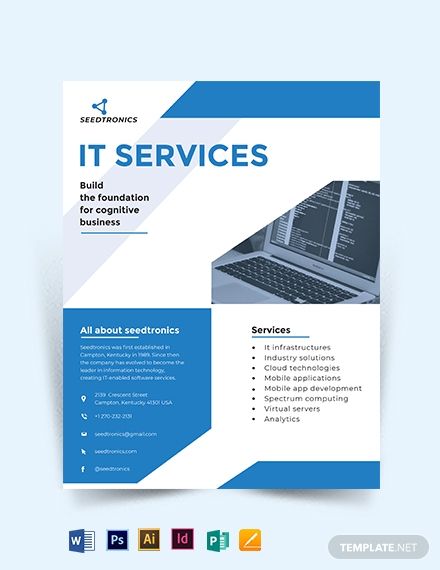 SEEDTRONICS
IT SERVICES
Build
the foundation
for cognitive
business
All about seedtronics
Seedtronics was first established in
Campton, Kentucky in 1989. Since then
the company has evolved to become the
leader in information technology,
creating IT-enabled software services.
2139 Crescent Street
Campton, Kentucky 41301 USA
+1 270-232-2131
seedtronics@gmail.com
seedtronics.com
@seedtronics
Services
It infrastructures
Industry solutions
Cloud technologies
Mobile applications
Mobile app development
Spectrum computing
Virtual servers
Analytics
W
Ps
Ai
Id
P
TEMPLATE.NET